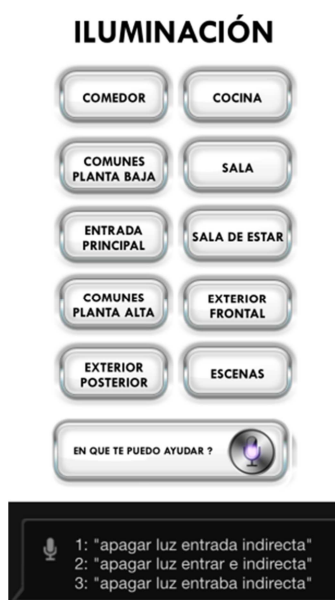 ILUMINACIÓN
COMEDOR
COCINA
COMUNES
PLANTA BAJA
SALA
ENTRADA
PRINCIPAL
SALA DE ESTAR
COMUNES
PLANTA ALTA
EXTERIOR
FRONTAL
EXTERIOR
POSTERIOR
ESCENAS
EN QUE TE PUEDO AYUDAR ?
1: "apagar luz entrada indirecta"
2: "apagar luz entrar e indirecta"
3: "apagar luz entraba indirecta"